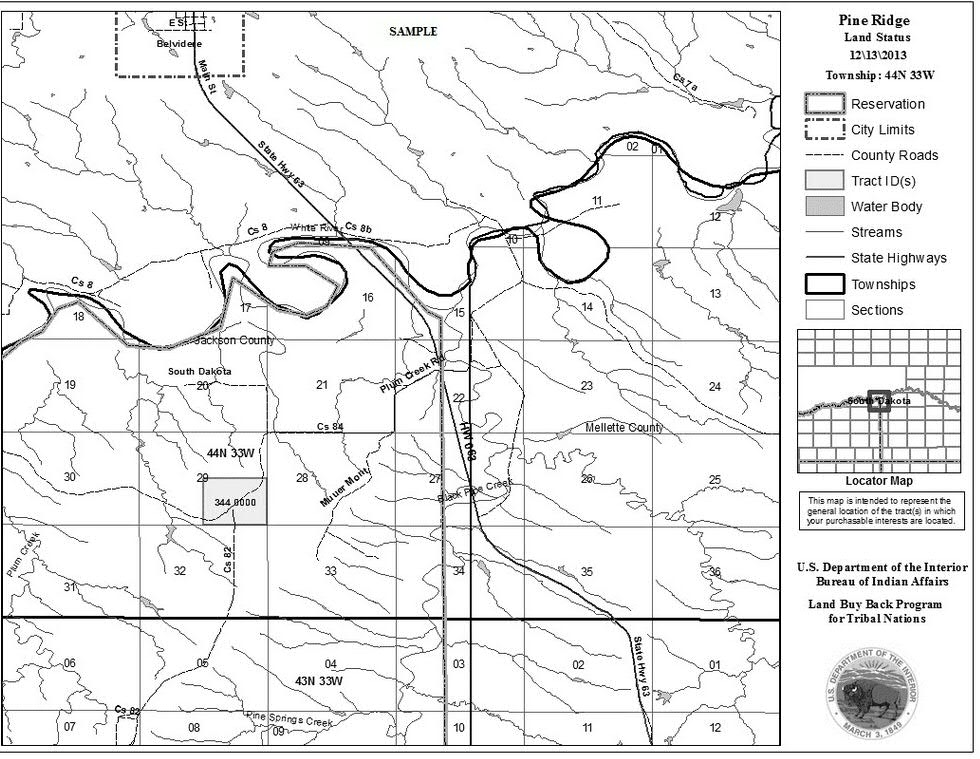 SAMPLE
Belvidere
Main St
Cs 7a
State Hwy 63
02
11
12
White River
Cs 8b
Cs 8
09
10
Cs 8
18
17
16
15
14
13
Jackson County
South Dakota
Plum Creek Rd
19
20
21
22
23
24
Cs 84
HW 063
Mellette County
44N 33W
30
29
28
27
26
25
344 0000
Black Pipe Creek
Plum Creek
Cs 82
31
32
33
34
35
36
06
05
04
03
02
01
43N 33W
State Hwy 63
Cs 82
07
08
Pine Springs Creek
09
10
11
12
Pine Ridge
Land Status
12\13\2013
Township: 44N 33W
Reservation
City Limits
County Roads
Tract ID(s)
Water Body
Streams
State Highways
Townships
Sections
South Dakota
Locator Map
This map is intended to represent the
general location of the tract(s) in which
your purchasable interests are located.
U.S. Department of the Interior
Bureau of Indian Affairs
Land Buy Back Program
for Tribal Nations
U.S. DEPARTMENT OF THE INTERIOR
MARCH 3, 1849